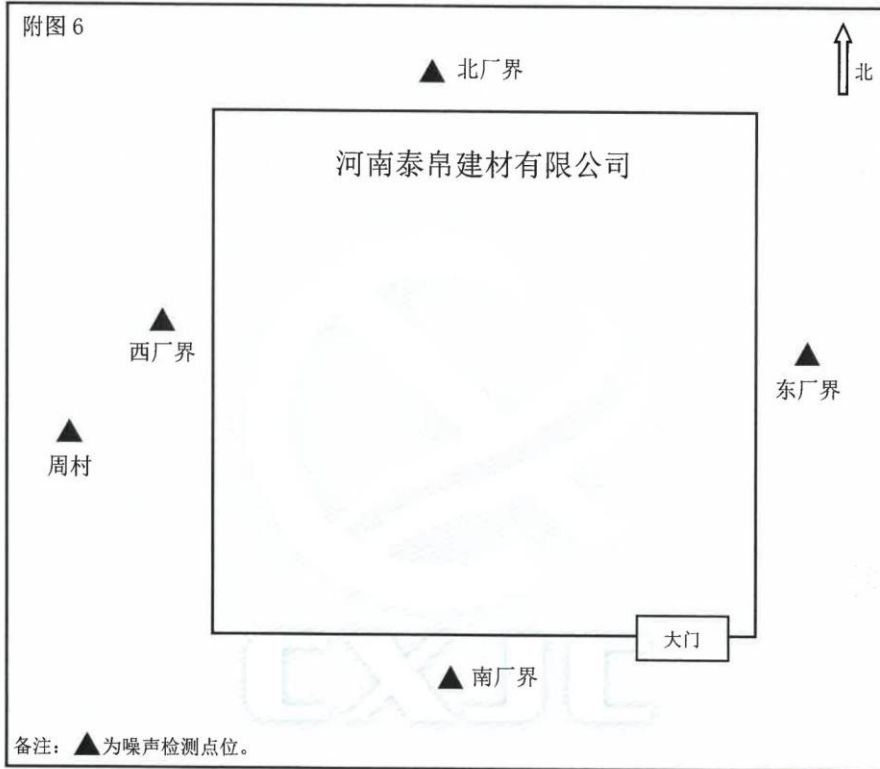 附图 6
北厂界
北
河南泰帛建材有限公司
西厂界
东厂界
周村
大门
南厂界
CXJC
备注：▲为噪声检测点位。